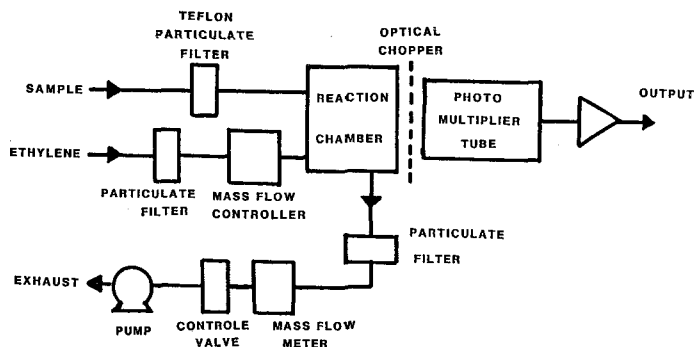 TEFLON
PARTICULATE
FILTER
OPTICAL
CHOPPER
SAMPLE
REACTION
CHAMBER
PHOTO
MULTIPLIER
TUBE
OUTPUT
ETHYLENE
PARTICULATE
FILTER
MASS FLOW
CONTROLLER
PARTICULATE
FILTER
EXHAUST
PUMP
CONTROLE
VALVE
MASS FLOW
METER